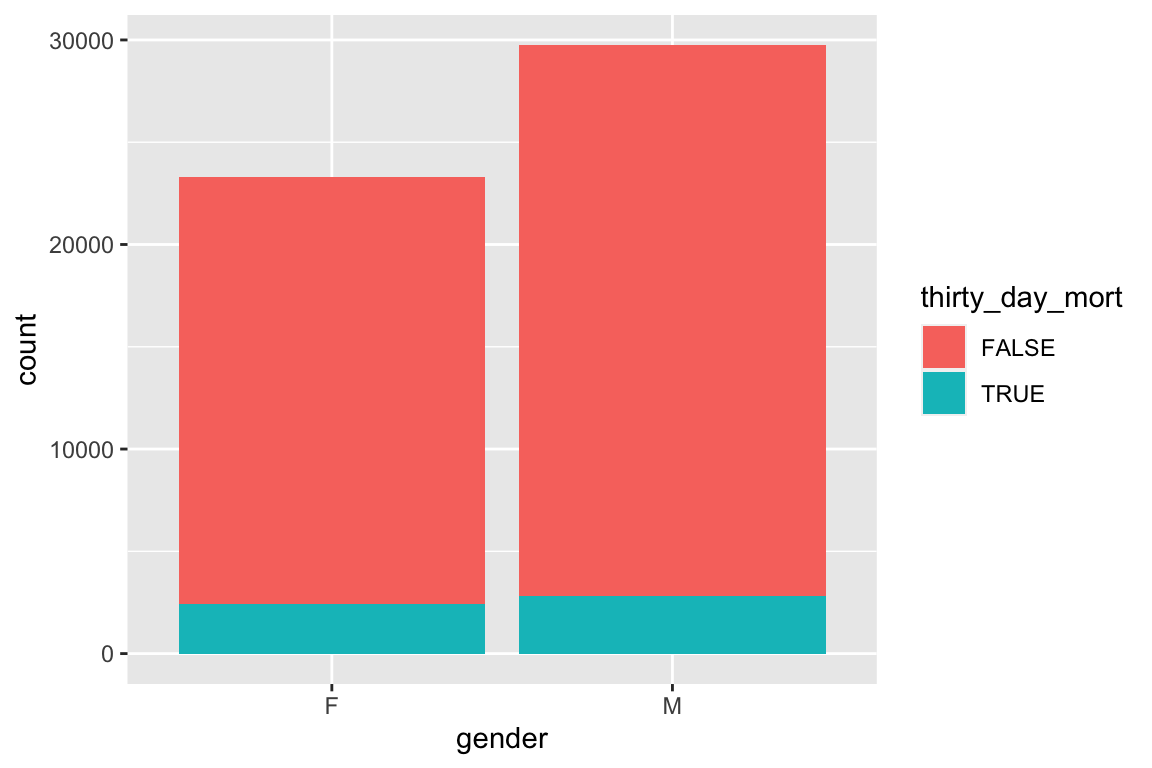 30000
20000
10000
0
count
F
M
gender
thirty_day_mort
FALSE
TRUE